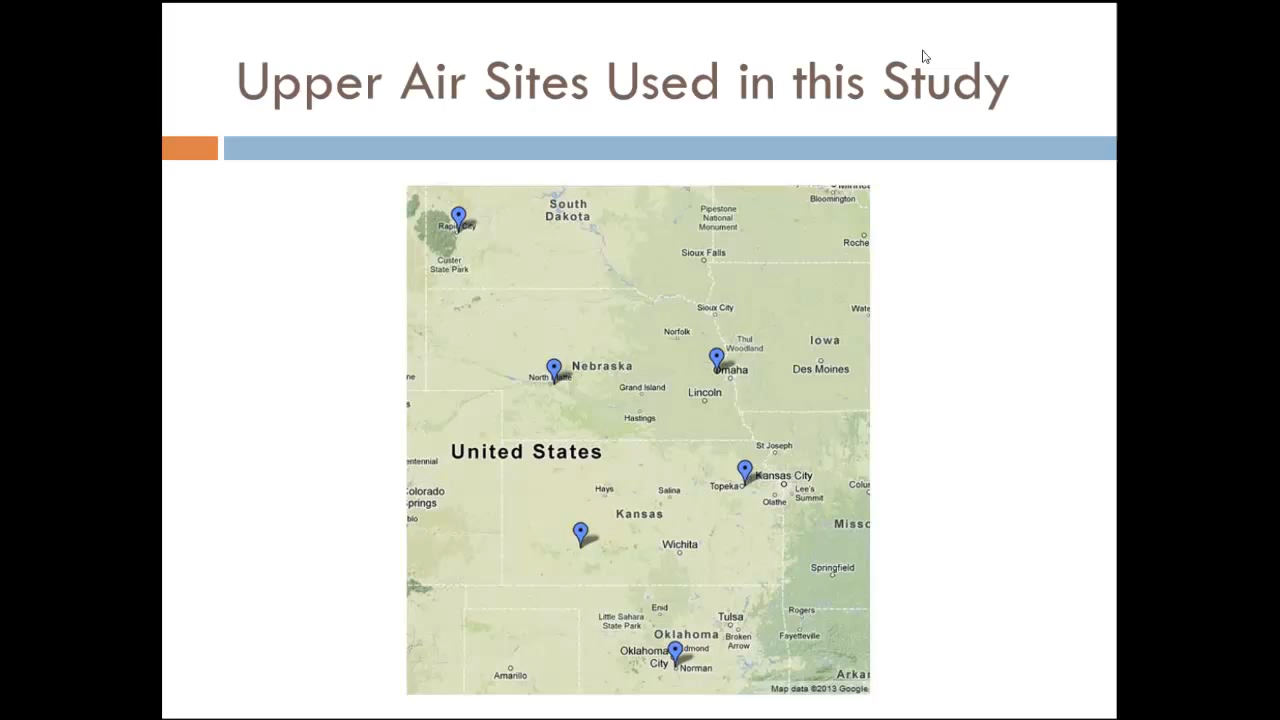 Upper Air Sites Used in this Study
South
Dakota
Pipestone
National
Monument
Bloomington
Roche
Custer
State Park
Sioux Falls
Sioux City
Wate
Norfolk
Thul
Woodland
Iowa
Nebraska
Omaha
Des Moines
North Platte
Grand Island
Lincoln
Hastings
United States
St Joseph
entennial
Colorado
Springs
blo
Hays
Salina
Topeka
Kansas City
Lee's
Summit
Olathe
Colu
Kansas
Misso
Wichita
Springfield
Enid
Little Sahara
State Park
Tulsa
Rogers
Oklahoma
Broken
Arrow
Fayetteville
Oklahoma
City
dmond
Norman
Amarillo
Arkan
Map data ©2013 Google